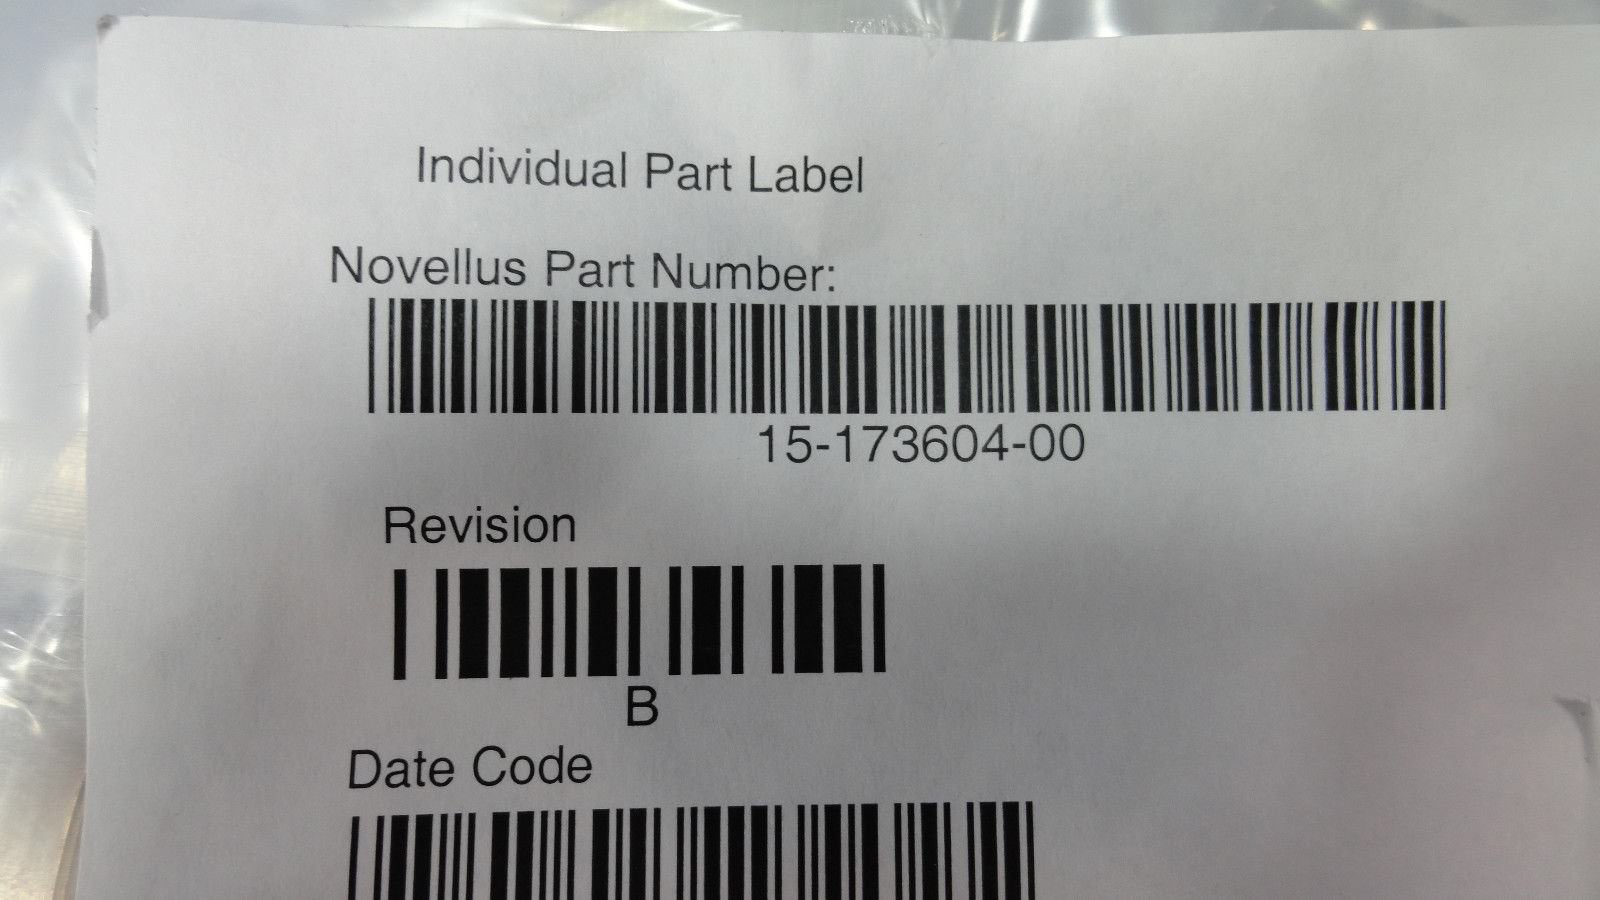 Individual Part Label
Novellus Part Number:
15-173604-00
Revision
B
Date Code